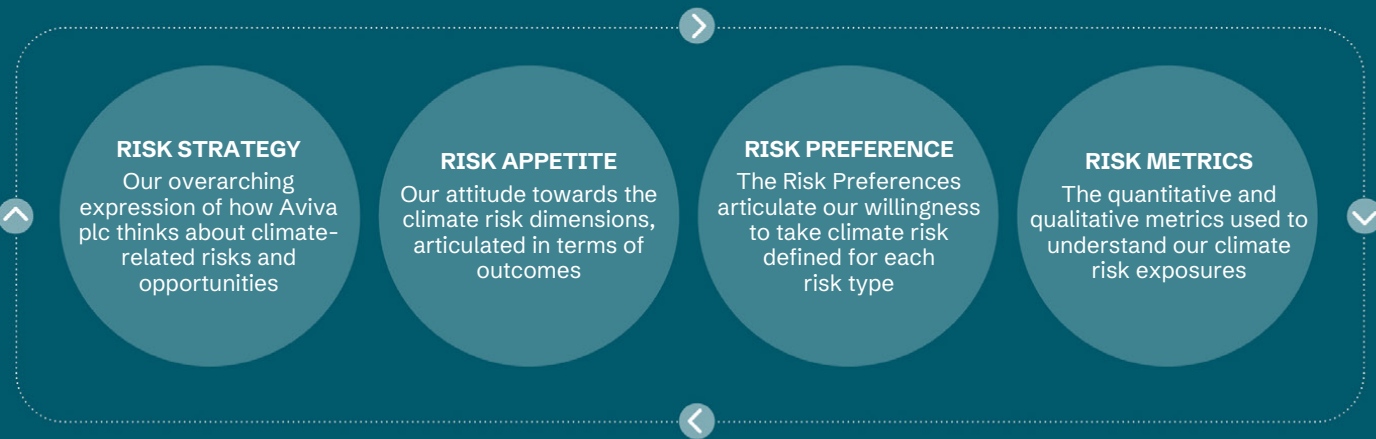 RISK STRATEGY
Our overarching
expression of how Aviva
plc thinks about climate-
related risks and
opportunities
RISK APPETITE
Our attitude towards the
climate risk dimensions,
articulated in terms of
outcomes
RISK PREFERENCE
The Risk Preferences
articulate our willingness
to take climate risk
defined for each
risk type
RISK METRICS
The quantitative and
qualitative metrics used to
understand our climate
risk exposures